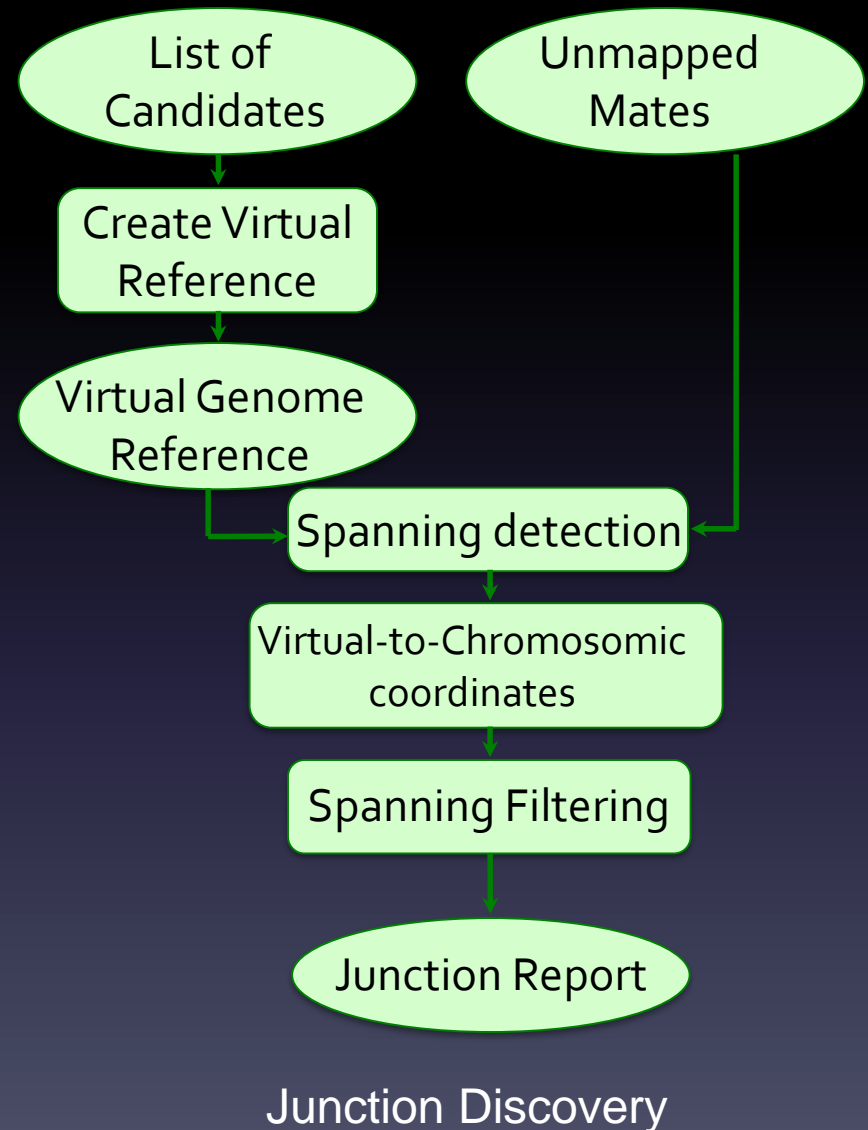 List of
Candidates
Unmapped
Mates
Create Virtual
Reference
Virtual Genome
Reference
Spanning detection
Virtual-to-Chromosomic
coordinates
Spanning Filtering
Junction Report
Junction Discovery